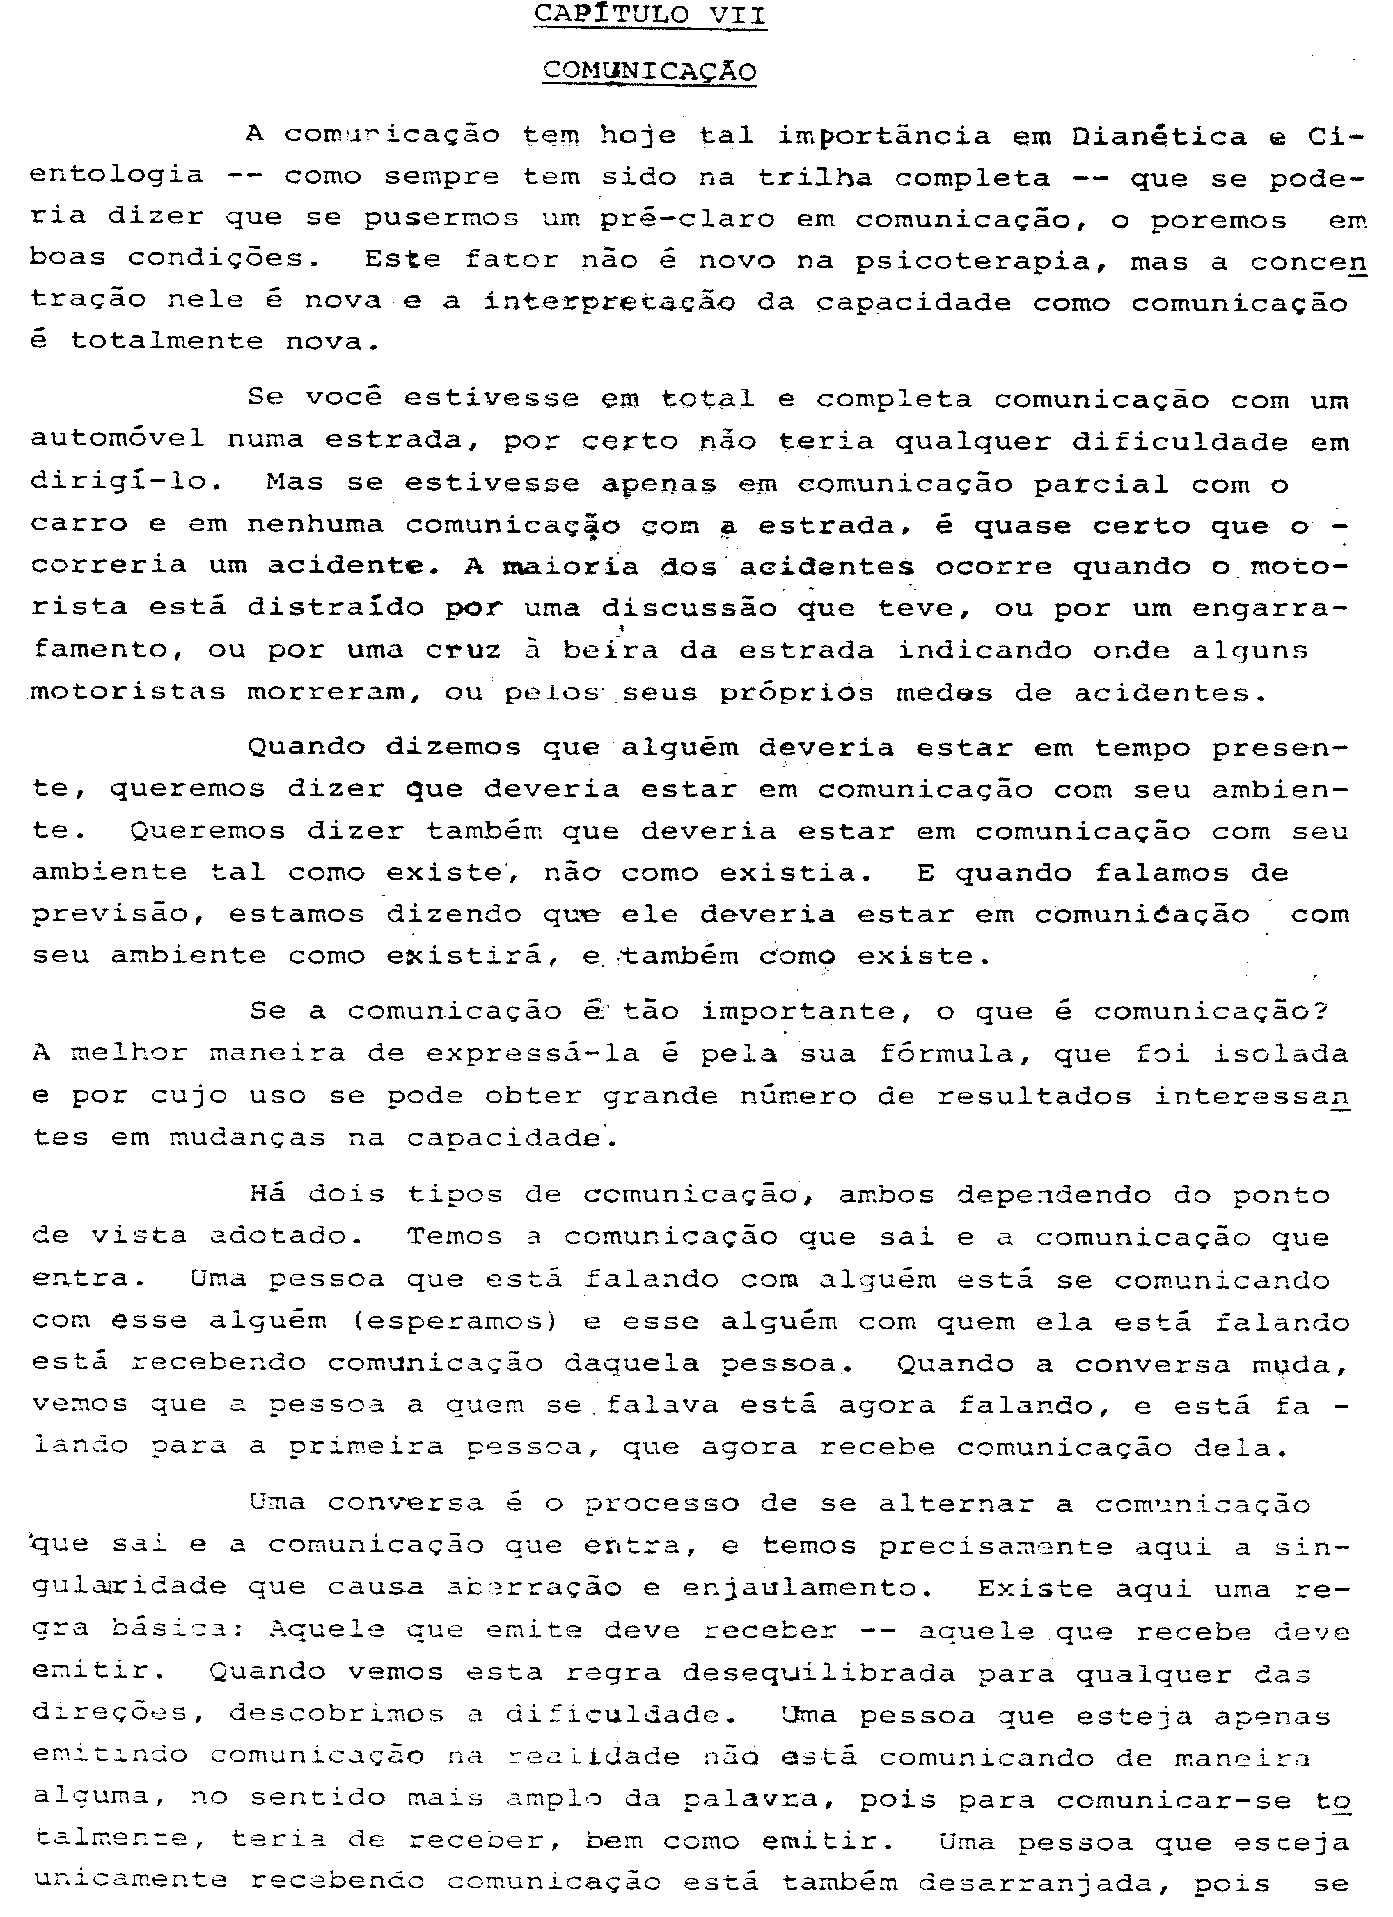 CAPÍTULO VII
COMUNICAÇÃO
A comunicação tem hoje tal importância em Dianética e Ci-
entologia -- como sempre tem sido na trilha completa -- que se pode-
ria dizer que se pusermos um pré-claro em comunicação, o poremos em
boas condições. Este fator não é novo na psicoterapia, mas a concen
tração nele é nova e a interpretação da capacidade como comunicação
é totalmente nova.
Se você estivesse em total e completa comunicação com um
automóvel numa estrada, por certo não teria qualquer dificuldade em
dirigí-lo. Mas se estivesse apenas em comunicação parcial com o
carro e em nenhuma comunicação com a estrada, é quase certo que o -
correria um acidente. A maioria dos acidentes ocorre quando o moto-
rista está distraído por uma discussão que teve, ou por um engarra-
famento, ou por uma cruz à beira da estrada indicando onde alguns
motoristas morreram, ou pelos seus próprios medos de acidentes.
Quando dizemos que alguém deveria estar em tempo presen-
te, queremos dizer que deveria estar em comunicação com seu ambien-
te. Queremos dizer também que deveria estar em comunicação com seu
ambiente tal como existe, não como existia. E quando falamos de
previsão, estamos dizendo que ele deveria estar em comunicação com
seu ambiente como existirá, e também como existe.
Se a comunicação é tão importante, o que é comunicação?
A melhor maneira de expressá-la é pela sua fórmula, que foi isolada
e por cujo uso se pode obter grande número de resultados interessan
tes em mudanças na capacidade.
Há dois tipos de comunicação, ambos dependendo do ponto
de vista adotado. Temos a comunicação que sai e a comunicação que
entra. Uma pessoa que está falando com alguém está se comunicando
com esse alguém (esperamos) e esse alguém com quem ela está falando
está recebendo comunicação daquela pessoa. Quando a conversa muda,
vemos que a pessoa a quem se falava está agora falando, e está fa -
lando para a primeira pessoa, que agora recebe comunicação dela.
Uma conversa é o processo de se alternar a comunicação
que sai e a comunicação que entra, e temos precisamente aqui a sin-
gularidade que causa aberração e enjaulamento. Existe aqui uma re-
gra básica: Aquele que emite deve receber -- aquele que recebe deve
emitir. Quando vemos esta regra desequilibrada para qualquer das
direções, descobrimos a dificuldade. Uma pessoa que esteja apenas
emitindo comunicação na realidade não está comunicando de maneira
alguma, no sentido mais amplo da palavra, pois para comunicar-se to
talmente, teria de receber, bem como emitir. Uma pessoa que esteja
unicamente recebendo comunicação está também desarranjada, pois se